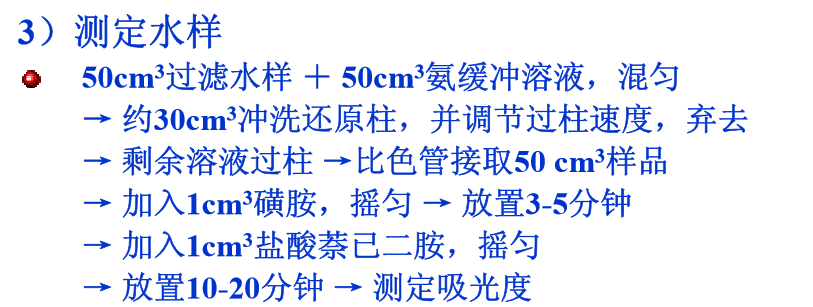 3）测定水样
50cm³过滤水样 ＋ 50cm³氨缓冲溶液，混匀
→ 约30cm³冲洗还原柱，并调节过柱速度，弃去
→ 剩余溶液过柱 →比色管接取50 cm³样品
→ 加入1cm³磺胺，摇匀 → 放置3-5分钟
→ 加入1cm³盐酸萘已二胺，摇匀
→ 放置10-20分钟 → 测定吸光度